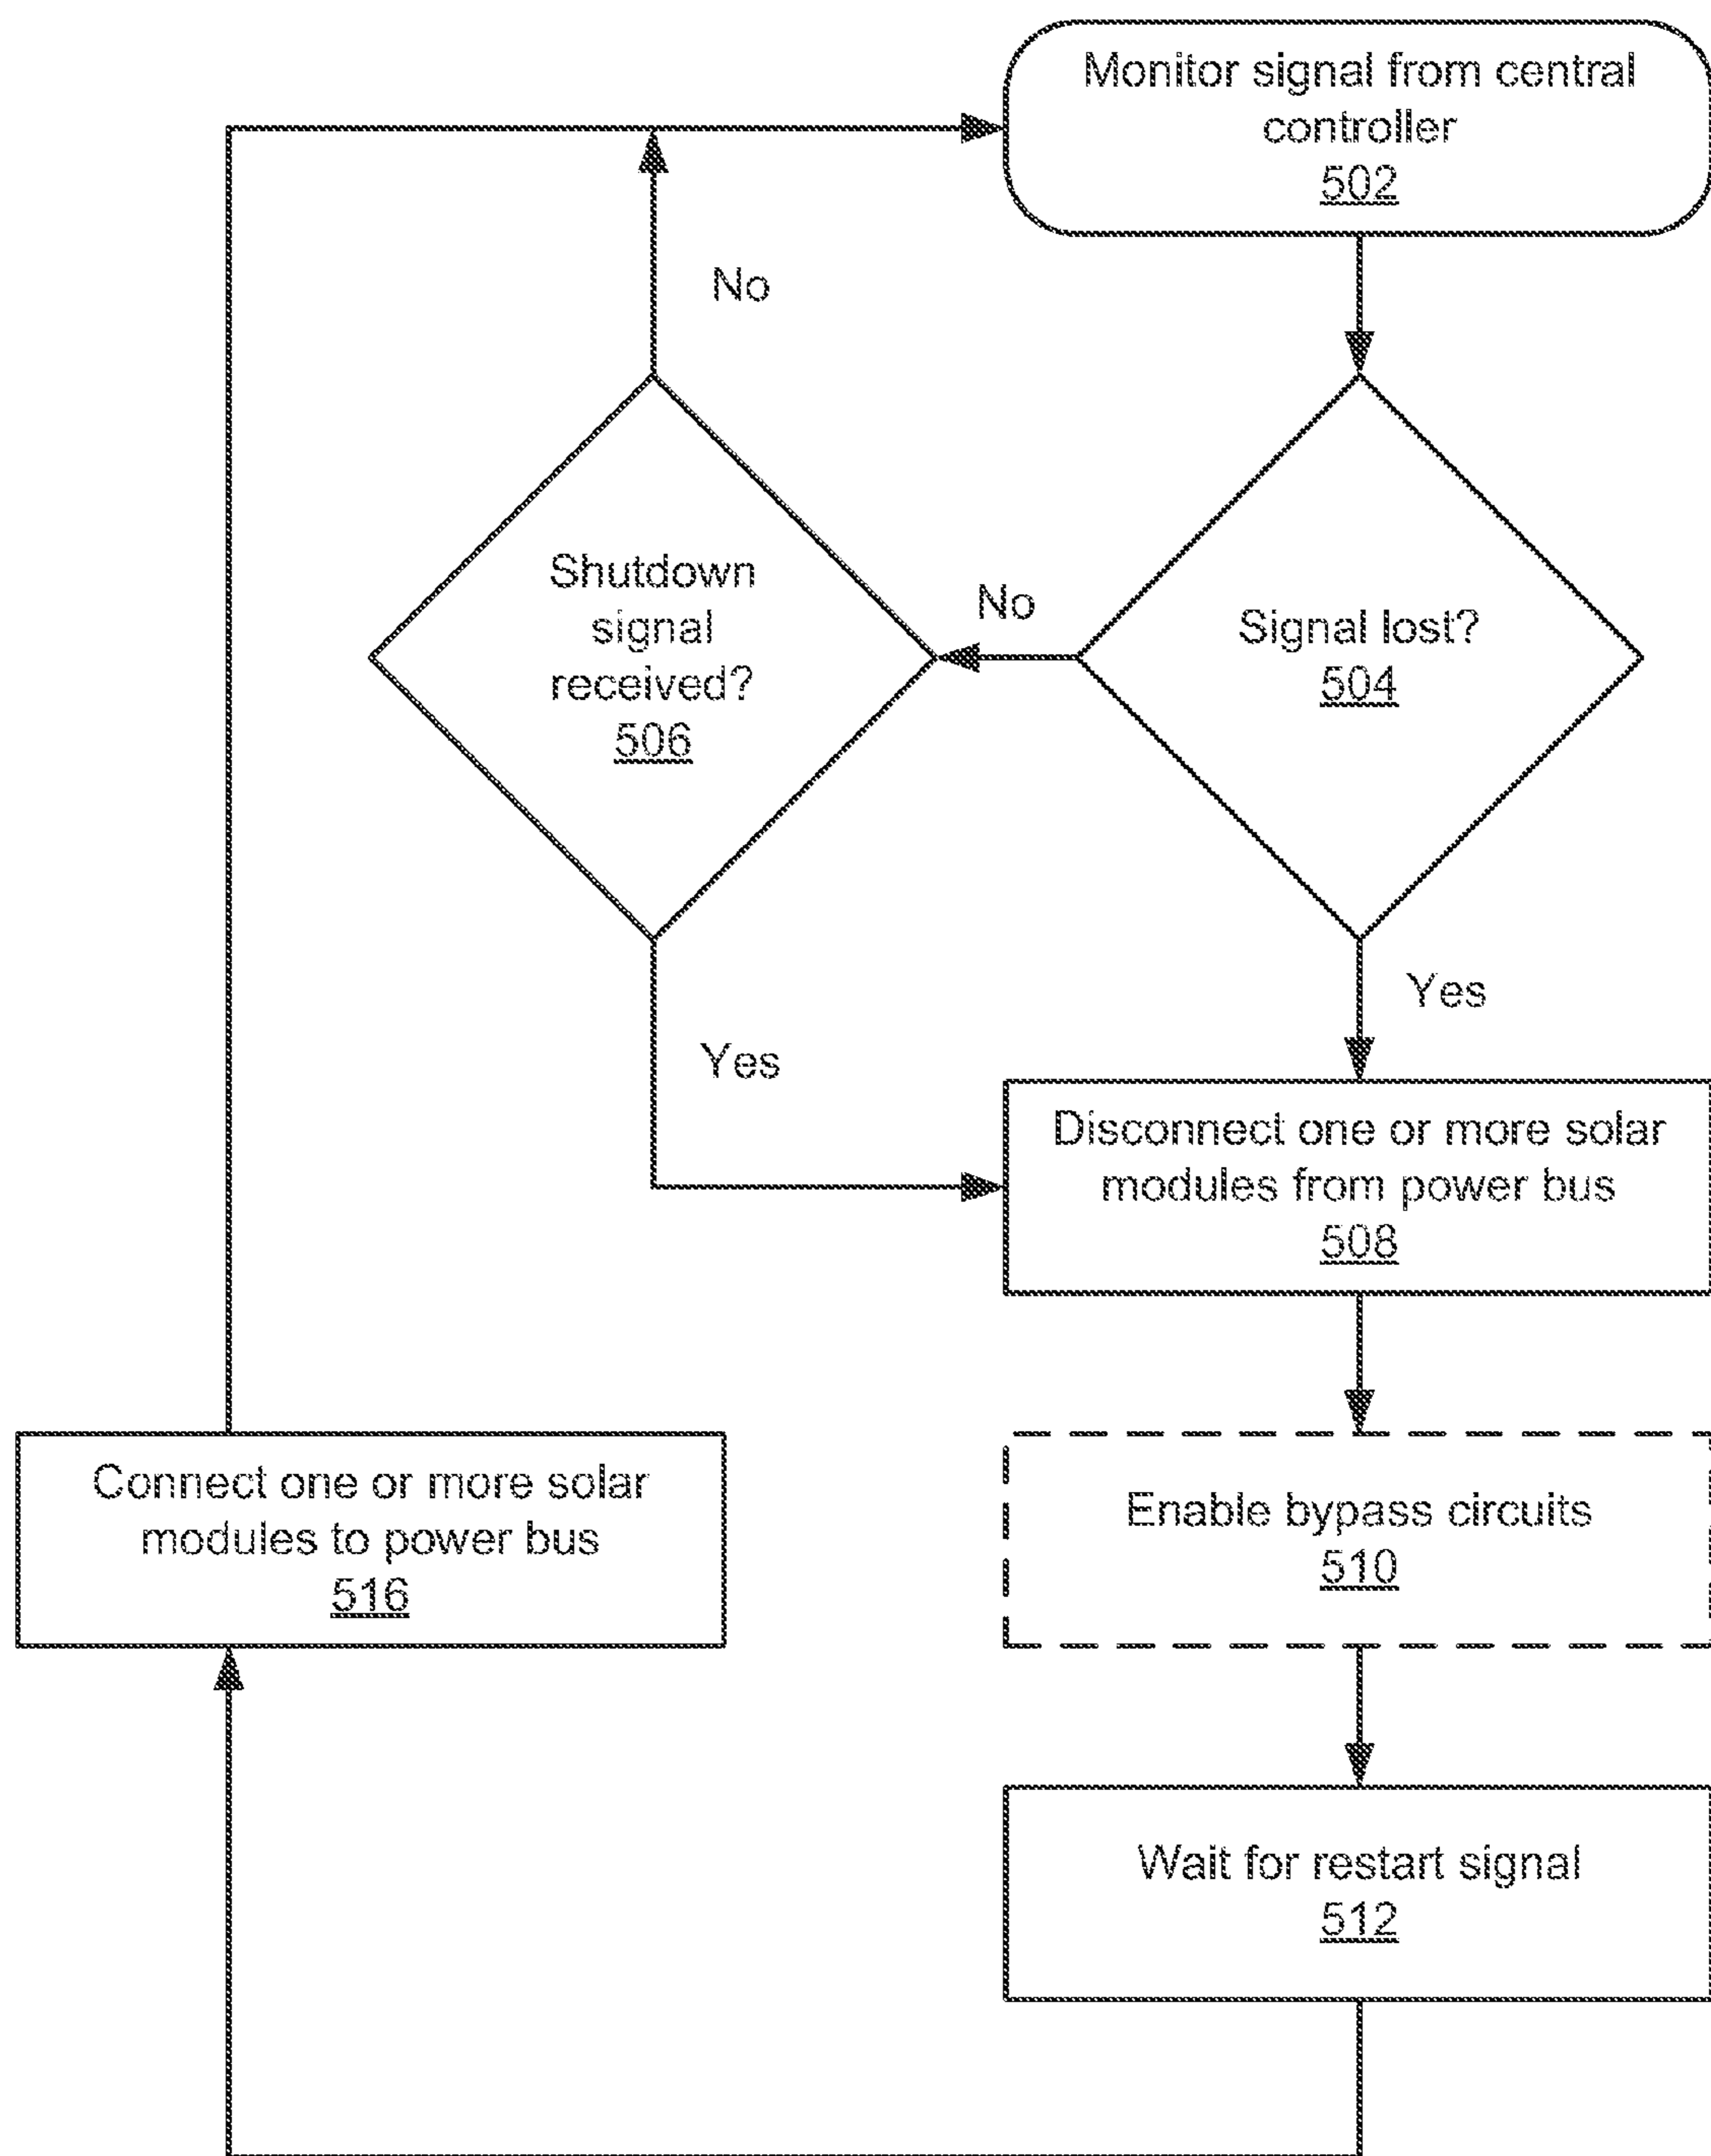 Monitor signal from central
controller
502
No
Shutdown
signal
received?
506
No
Signal lost?
504
Yes
Yes
Disconnect one or more solar
modules from power bus
508
Connect one or more solar
modules to power bus
516
Enable bypass circuits
510
Wait for restart signal
512